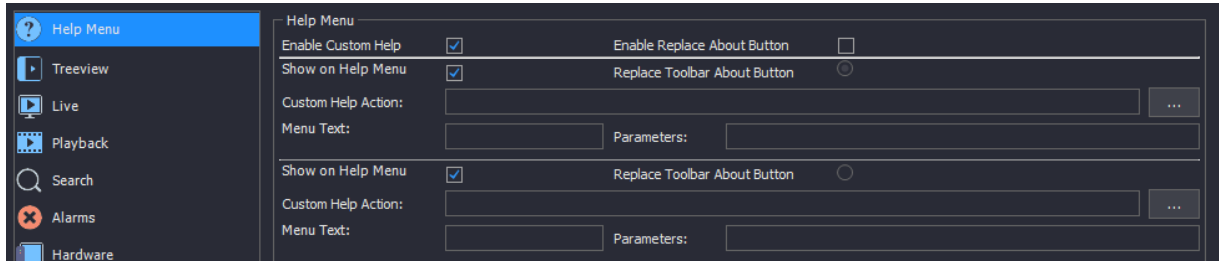 Help Menu
Treeview
Live
Playback
Search
Alarms
Hardware
Help Menu
Enable Custom Help
Enable Replace About Button
Show on Help Menu
Replace Toolbar About Button
Custom Help Action:
...
Menu Text:
Parameters:
Show on Help Menu
Replace Toolbar About Button
Custom Help Action:
...
Menu Text:
Parameters: